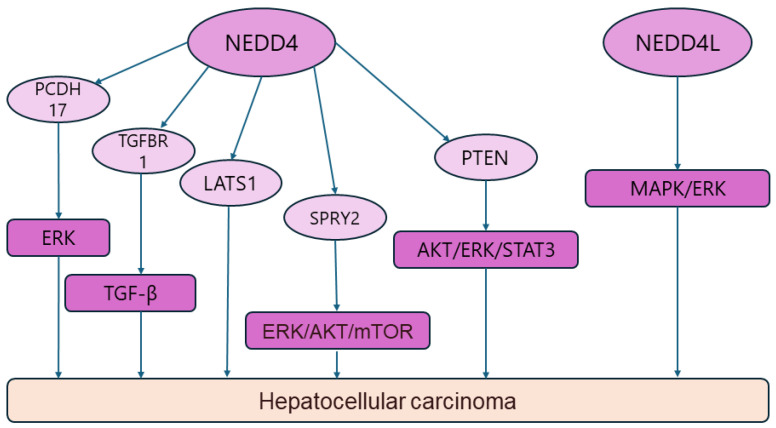 NEDD4
NEDD4L
PCDH
17
TGFBR
1
LATS1
SPRY2
PTEN
MAPK/ERK
ERK
AKT/ERK/STAT3
TGF-β
ERK/AKT/mTOR
Hepatocellular carcinoma